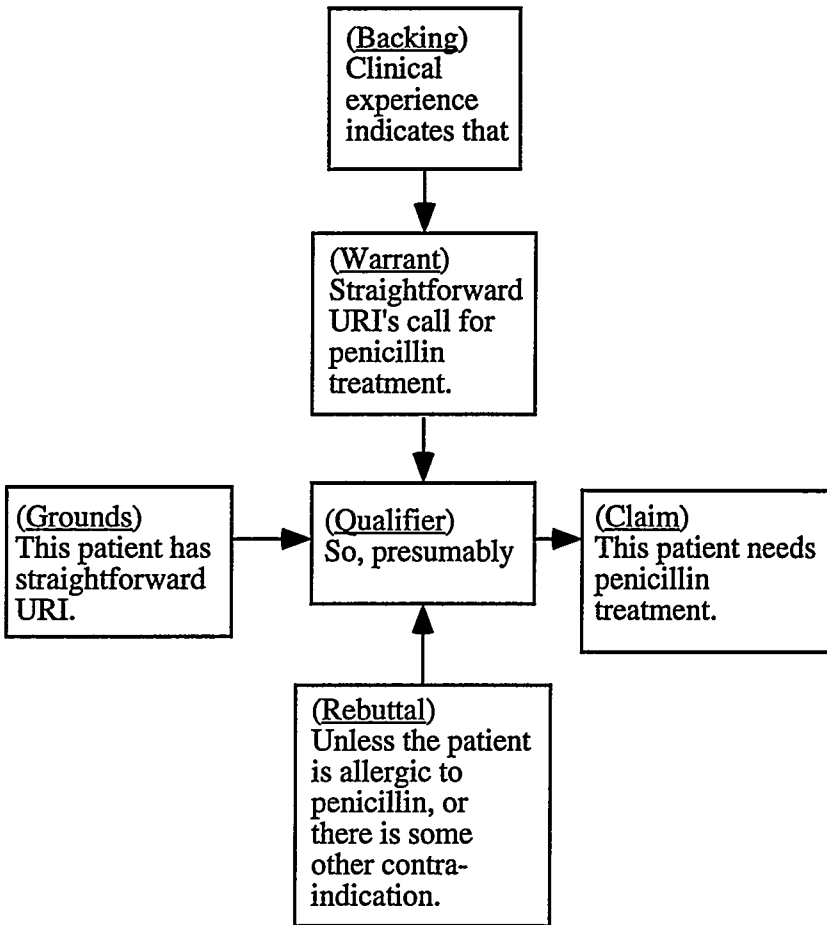 (Backing)
Clinical
experience
indicates that
(Warrant)
Straightforward
URI's call for
penicillin
treatment.
(Grounds)
This patient has
straightforward
URI.
(Qualifier)
So, presumably
(Claim)
This patient needs
penicillin
treatment.
(Rebuttal)
Unless the patient
is allergic to
penicillin, or
there is some
other contra-
indication.